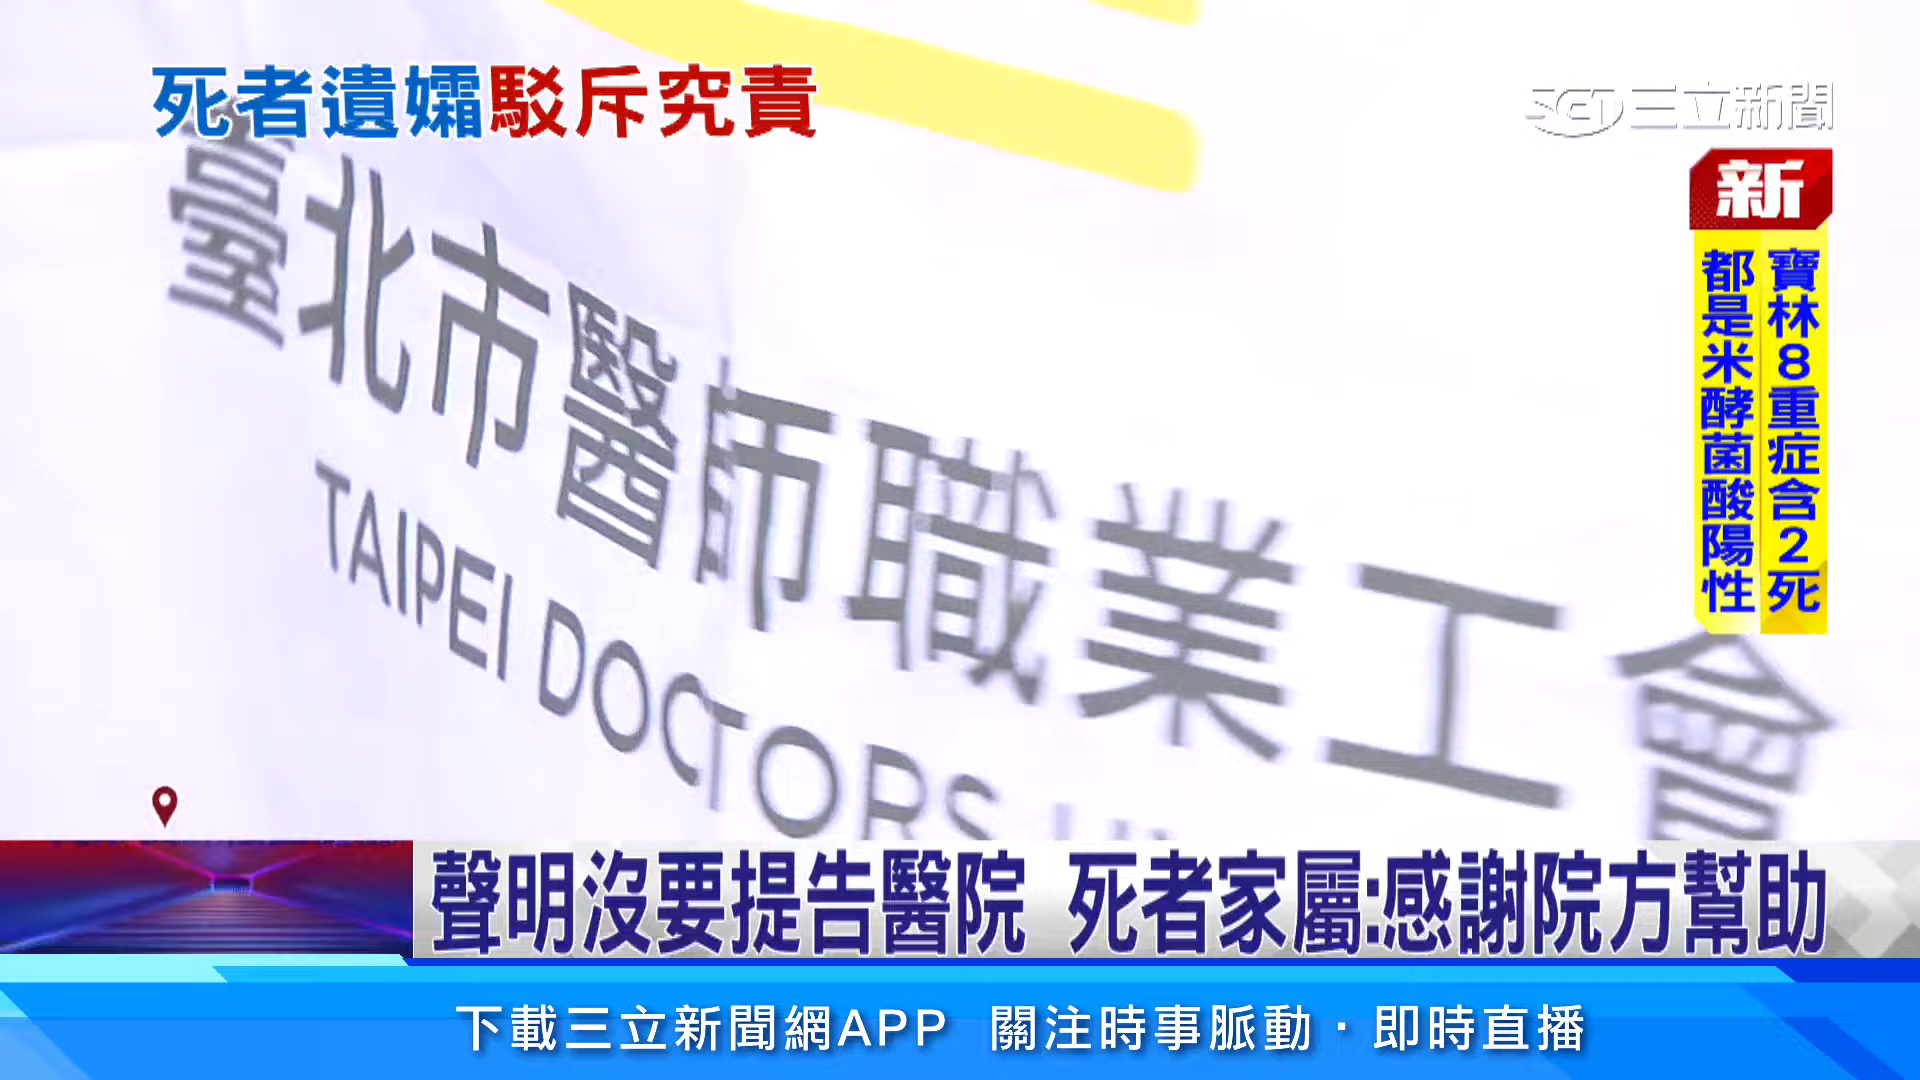 死者遺孀駁斥究責
SET三立新聞
新
寶林8重症含2死
都是米酵菌酸陽性
臺北市醫師職業工會
TAIPEI DOCTORS
聲明沒要提告醫院 死者家屬:感謝院方幫助
下載三立新聞網APP 關注時事脈動·即時直播